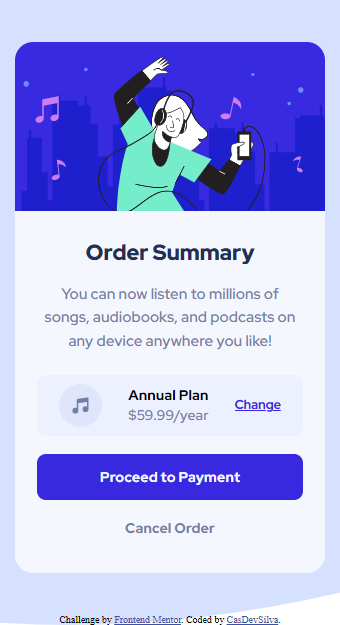 Order Summary
You can now listen to millions of
songs, audiobooks, and podcasts on
any device anywhere you like!
Annual Plan
$59.99/year
Change
Proceed to Payment
Cancel Order
Challenge by Frontend Mentor. Coded by CasDevSilva.